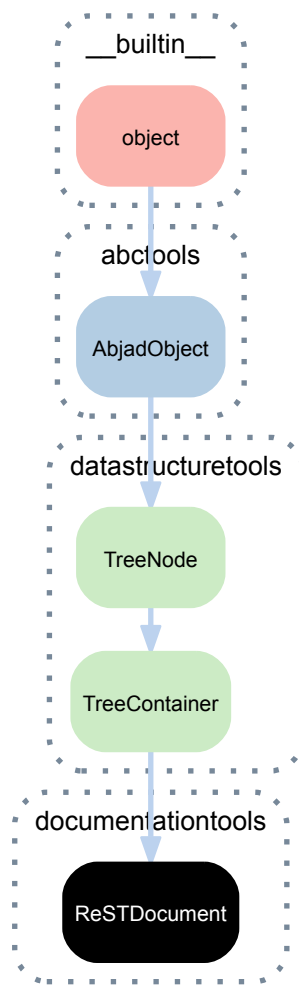 __builtin__
object
abctools
AbjadObject
datastructuretools
TreeNode
TreeContainer
documentationtools
ReSTDocument